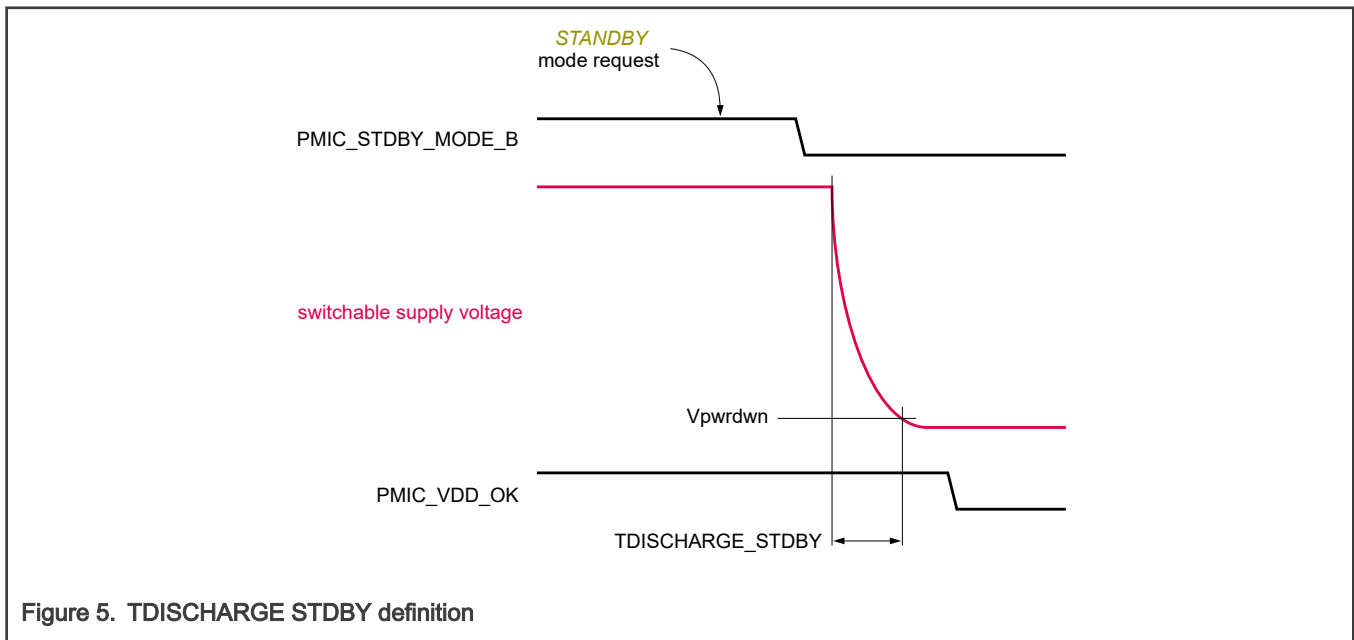 STANDBY
mode request
PMIC_STDBY_MODE_B
switchable supply voltage
Vpwrdwn
PMIC_VDD_OK
TDISCHARGE_STDBY
Figure 5. TDISCHARGE STDBY definition